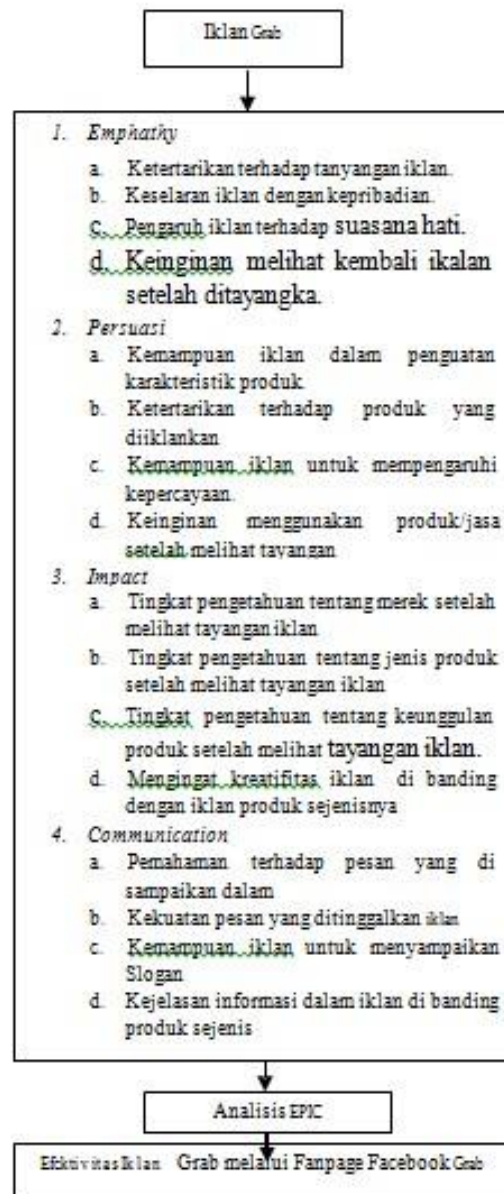 Iklan Grab
1. Emphathy
a. Ketertarikan terhadap tanyangan iklan.
b. Keselaran iklan dengan kepribadian.
c. Pengaruh iklan terhadap suasana hati.
d. Keinginan melihat kembali ikalan
setelah ditayangka.
2. Persuasi
a. Kemampuan iklan dalam penguatan
karakteristik produk
b. Ketertarikan terhadap produk yang
diiklankan
c. Kemampuan iklan untuk mempengaruhi
kepercayaan.
d. Keinginan menggunakan produk/jasa
setelah melihat tayangan
3. Impact
a. Tingkat pengetahuan tentang merek setelah
melihat tayangan iklan
b. Tingkat pengetahuan tentang jenis produk
setelah melihat tayangan iklan
c. Tingkat pengetahuan tentang keunggulan
produk setelah melihat tayangan iklan.
d. Mengingat kreatifitas iklan di banding
dengan iklan produk sejenisnya
4. Communication
a. Pemahaman terhadap pesan yang di
sampaikan dalam
b. Kekuatan pesan yang ditinggalkan iklan
c. Kemampuan iklan untuk menyampaikan
Slogan
d. Kejelasan informasi dalam iklan di banding
produk sejenis
Analisis EPIC
Efektivitas Iklan Grab melalui Fanpage Facebook Grab